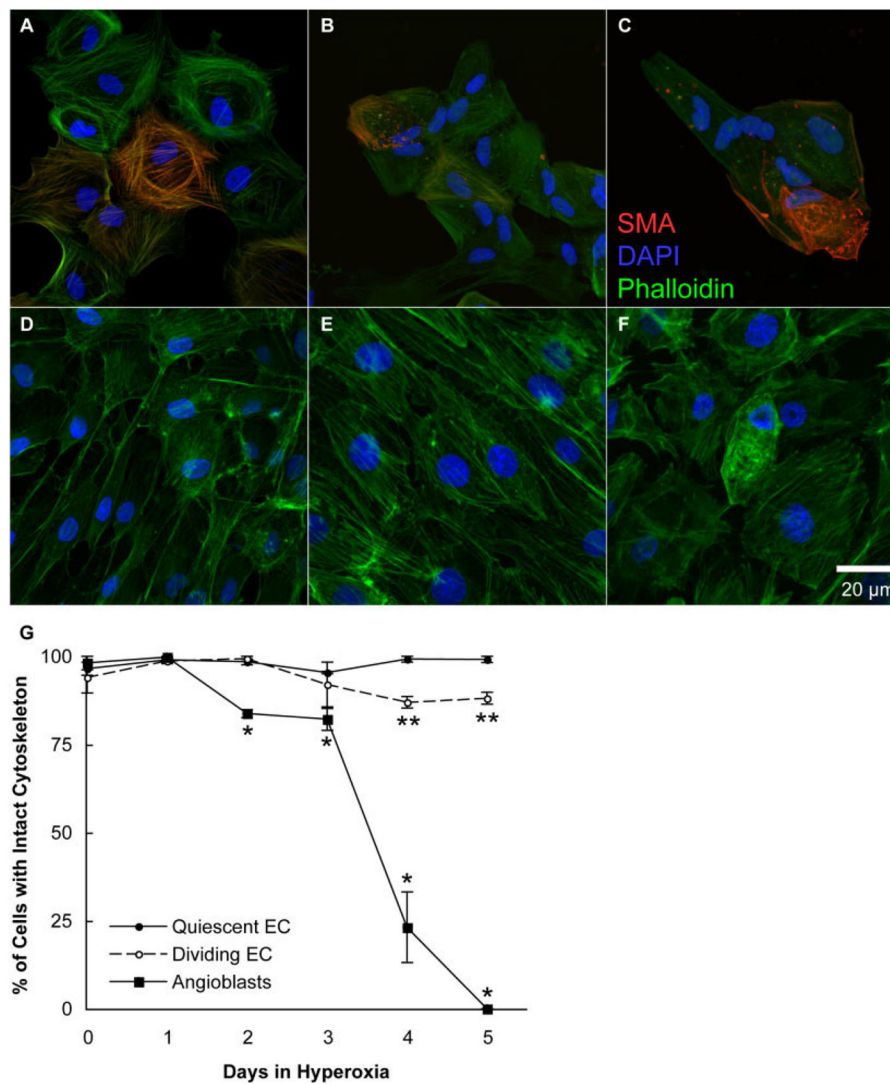 A
B
C
SMA
DAPI
Phalloidin
D
E
F
20 µm
G
% of Cells with Intact Cytoskeleton
100
75
50
25
0
*
*
**
**
*
*
Quiescent EC
Dividing EC
Angioblasts
0 1 2 3 4 5
Days in Hyperoxia